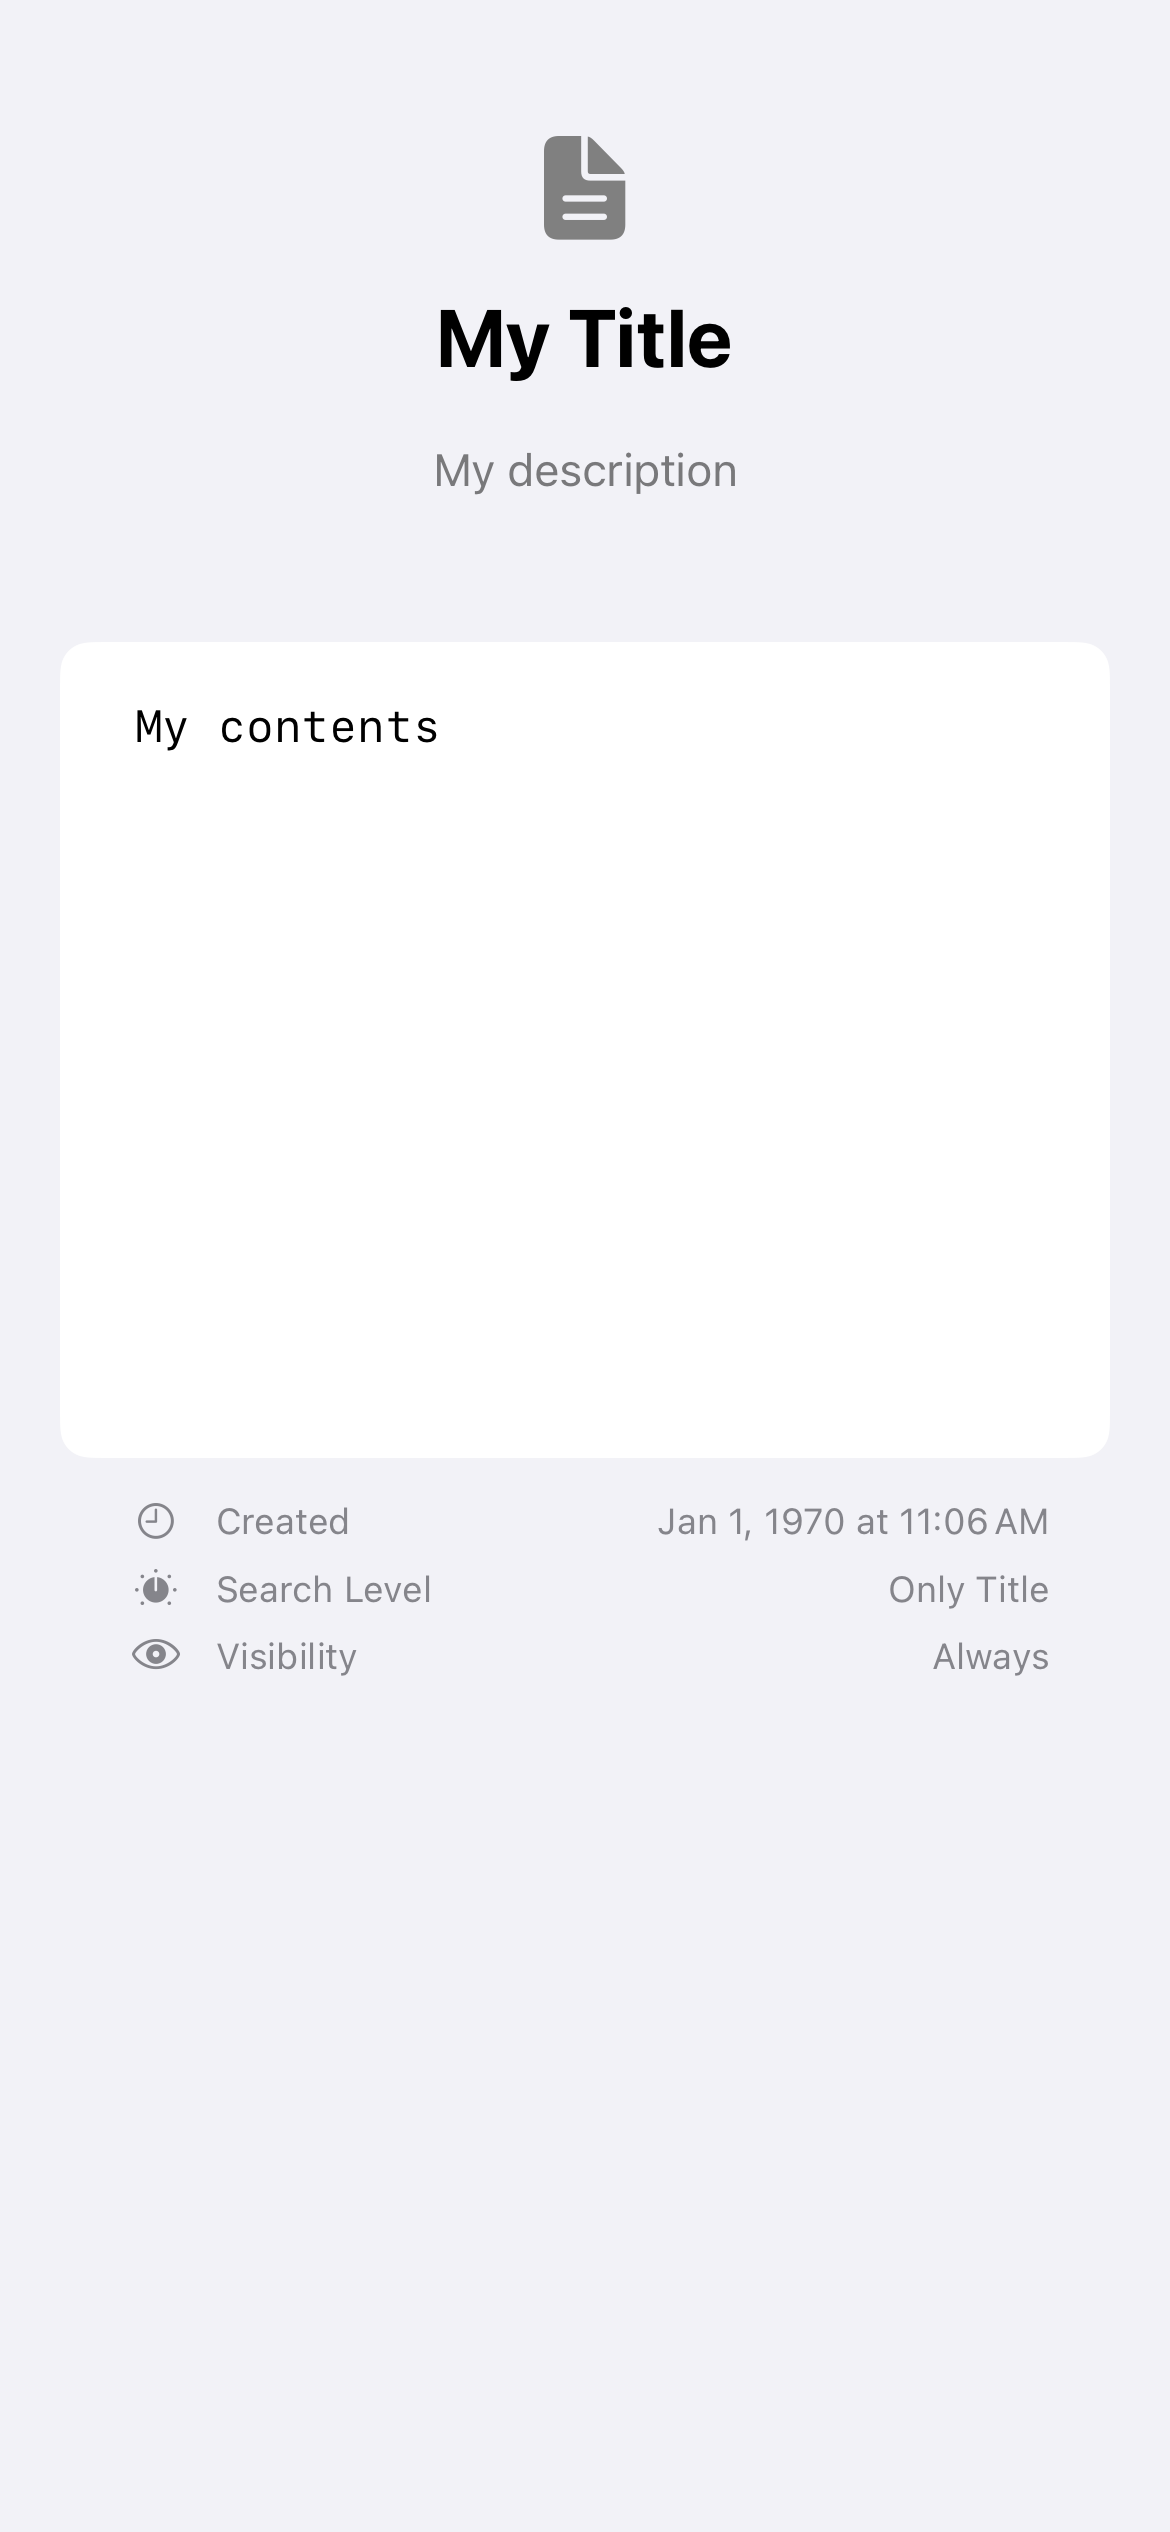 My Title
My description
My contents
Created Jan 1, 1970 at 11:06 AM
Search Level Only Title
Visibility Always